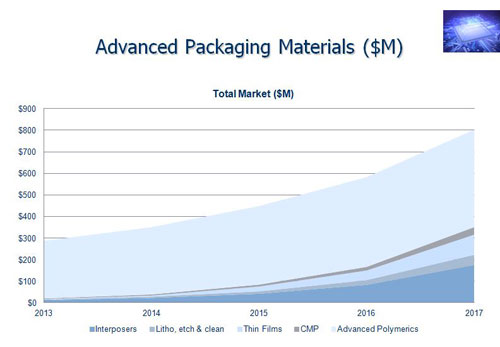 Advanced Packaging Materials ($M)
Total Market ($M)
$900
$800
$700
$600
$500
$400
$300
$200
$100
$0
2013 2014 2015 2016 2017
Interposers Litho, etch & clean Thin Films CMP Advanced Polymerics